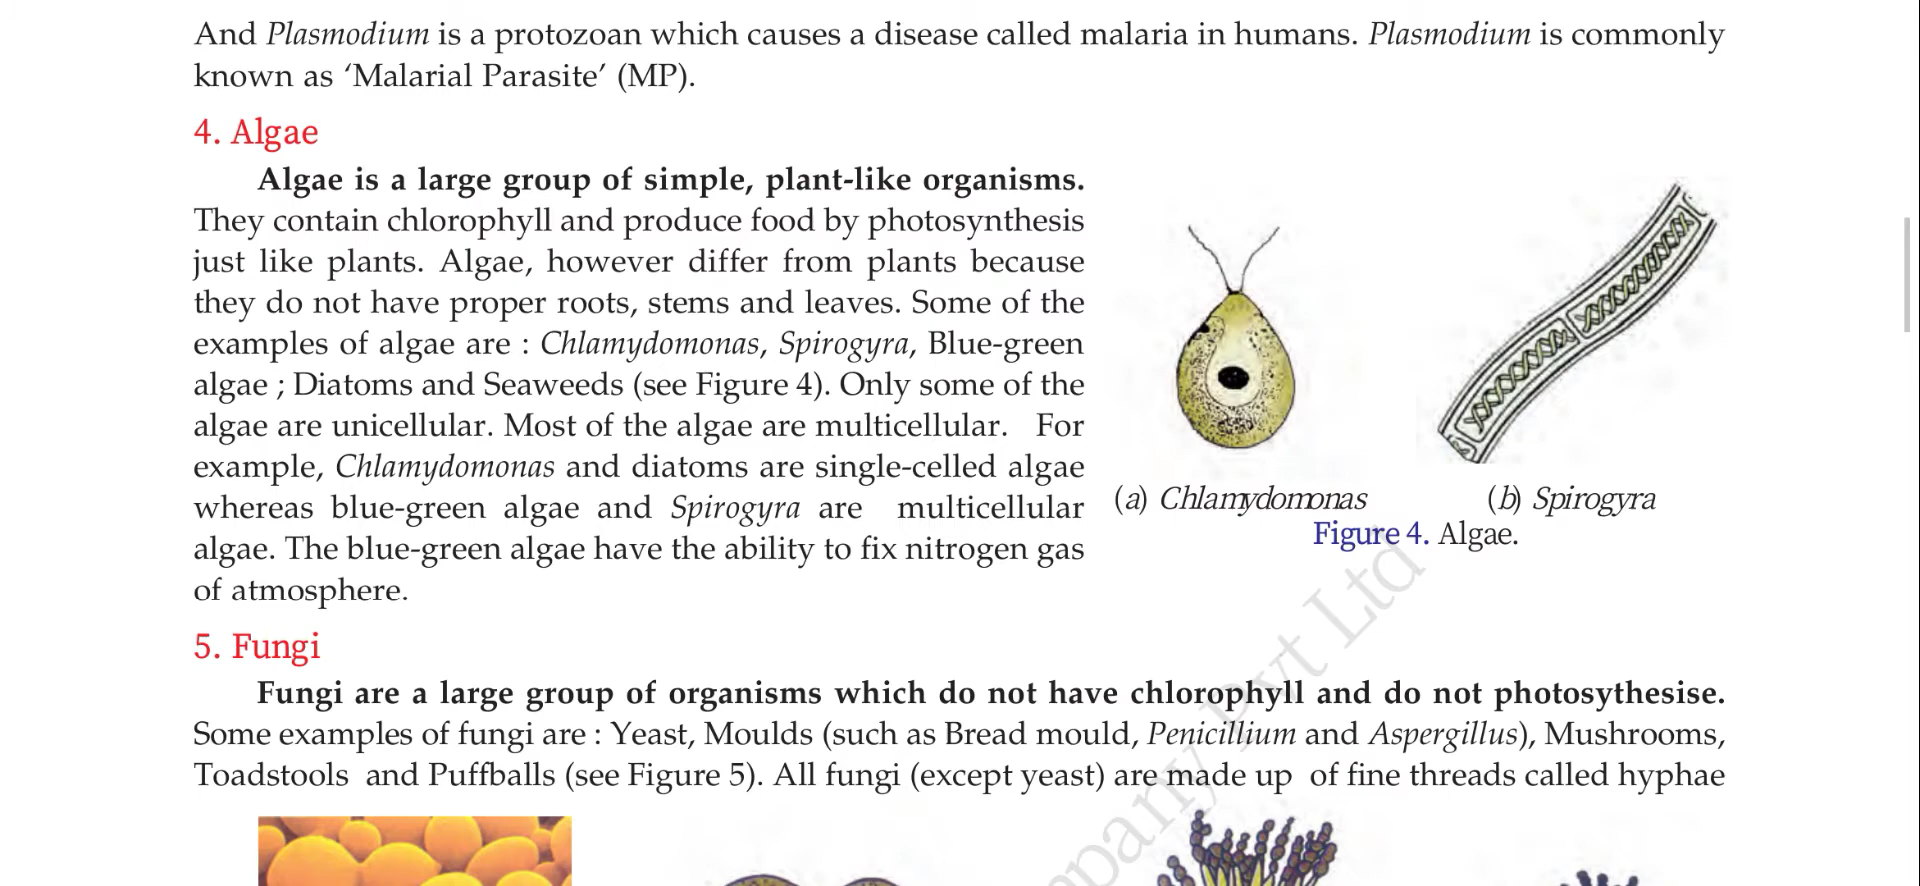 And Plasmodium is a protozoan which causes a disease called malaria in humans. Plasmodium is commonly
known as ‘Malarial Parasite’ (MP).
4. Algae
Algae is a large group of simple, plant-like organisms.
They contain chlorophyll and produce food by photosynthesis
just like plants. Algae, however differ from plants because
they do not have proper roots, stems and leaves. Some of the
examples of algae are : Chlamydomonas, Spirogyra, Blue-green
algae ; Diatoms and Seaweeds (see Figure 4). Only some of the
algae are unicellular. Most of the algae are multicellular. For
example, Chlamydomonas and diatoms are single-celled algae
whereas blue-green algae and Spirogyra are multicellular
algae. The blue-green algae have the ability to fix nitrogen gas
of atmosphere.
(a) Chlamydomonas (b) Spirogyra
Figure 4. Algae.
5. Fungi
Fungi are a large group of organisms which do not have chlorophyll and do not photosythesise.
Some examples of fungi are : Yeast, Moulds (such as Bread mould, Penicillium and Aspergillus), Mushrooms,
Toadstools and Puffballs (see Figure 5). All fungi (except yeast) are made up of fine threads called hyphae
Pvt Ltd